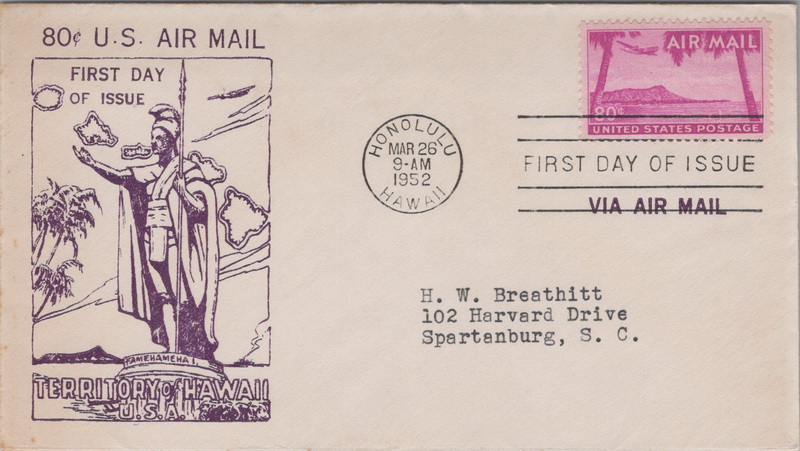 80¢ U.S. AIR MAIL
FIRST DAY
OF ISSUE
KAMEHAMEHA I.
TERRITORY of HAWAII
U.S.A.
HONOLULU
MAR 26
9-AM
1952
HAWAII
AIR MAIL
80¢
UNITED STATES POSTAGE
FIRST DAY OF ISSUE
VIA AIR MAIL
H. W. Breathitt
102 Harvard Drive
Spartanburg, S. C.